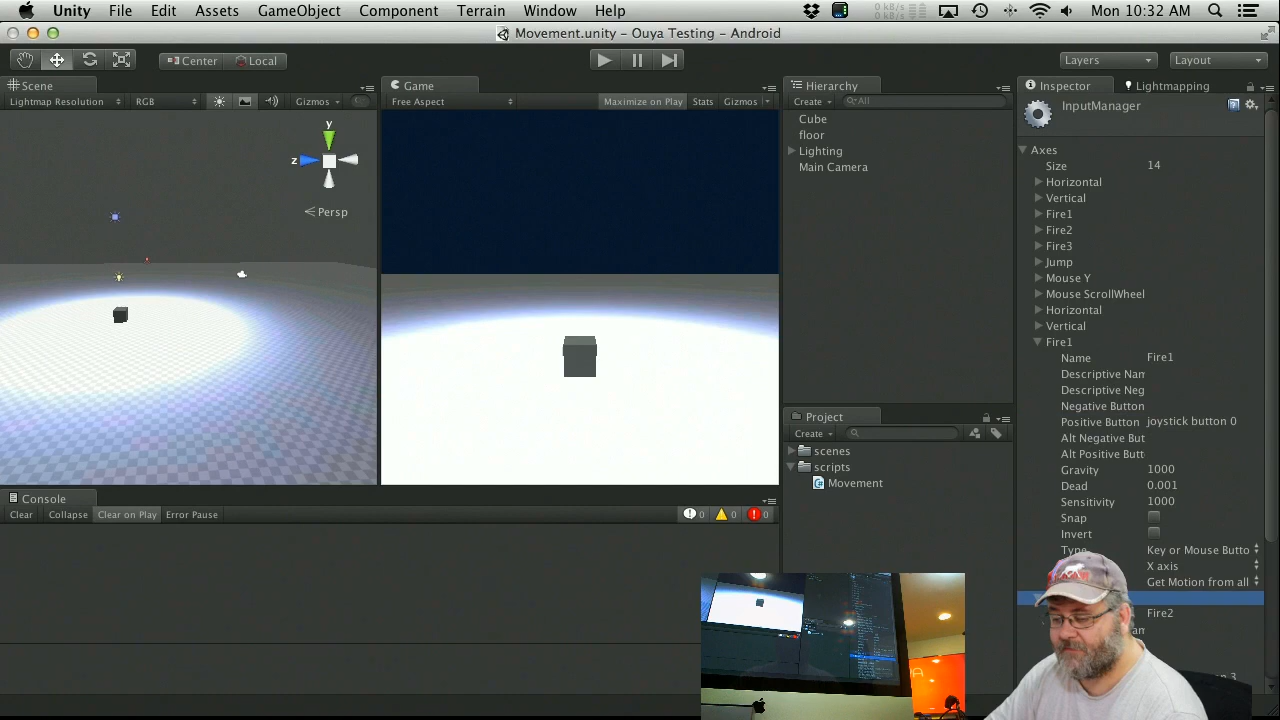 Unity File Edit Assets GameObject Component Terrain Window Help Mon 10:32 AM
0 kB/s
0 kB/s
Movement.unity - Ouya Testing - Android
Center Local Layers Layout
Scene Game Hierarchy Inspector Lightmapping
Lightmap Resolution RGB Gizmos Free Aspect Maximize on Play Stats Gizmos Create All
InputManager
Cube
floor
Lighting
Main Camera
y
z
Persp
Axes
Size 14
Horizontal
Vertical
Fire1
Fire2
Fire3
Jump
Mouse Y
Mouse ScrollWheel
Horizontal
Vertical
Fire1
Name Fire1
Descriptive Nam
Descriptive Neg
Negative Button
Positive Button joystick button 0
Alt Negative But
Alt Positive Butt
Gravity 1000
Dead 0.001
Sensitivity 1000
Snap
Invert
Type Key or Mouse Butto
X axis
Get Motion from all
Fire2
Project
Create
scenes
scripts
Movement
Console
Clear Collapse Clear on Play Error Pause 0 0 0